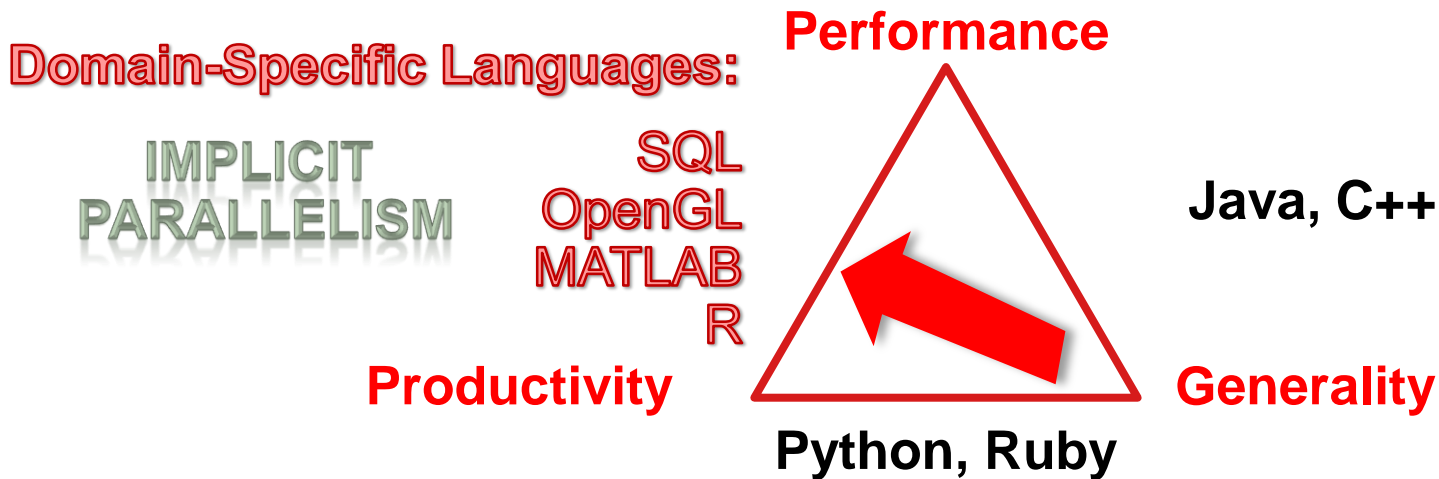 Performance
Domain-Specific Languages:
IMPLICIT
PARALLELISM
SQL
OpenGL
MATLAB
R
Java, C++
Productivity
Generality
Python, Ruby